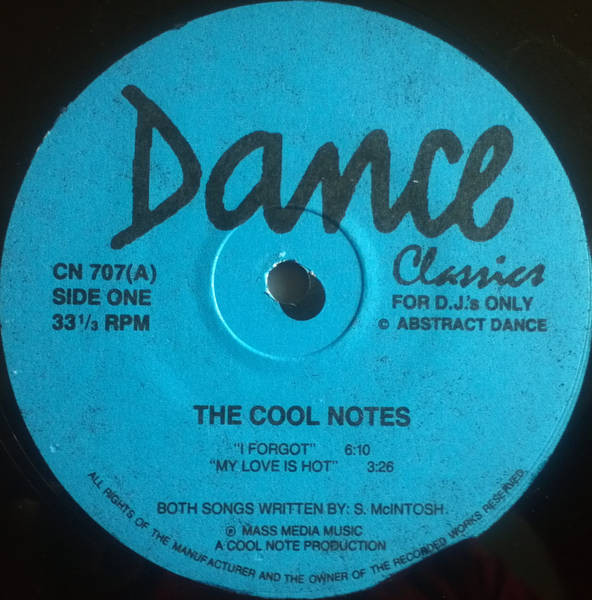 Dance
Classics
CN 707(A)
SIDE ONE
33 1/3 RPM
FOR D.J.'s ONLY
© ABSTRACT DANCE
THE COOL NOTES
"I FORGOT" 6:10
"MY LOVE IS HOT" 3:26
BOTH SONGS WRITTEN BY: S. McINTOSH.
℗ MASS MEDIA MUSIC
A COOL NOTE PRODUCTION
ALL RIGHTS OF THE MANUFACTURER AND THE OWNER OF THE RECORDED WORKS RESERVED.